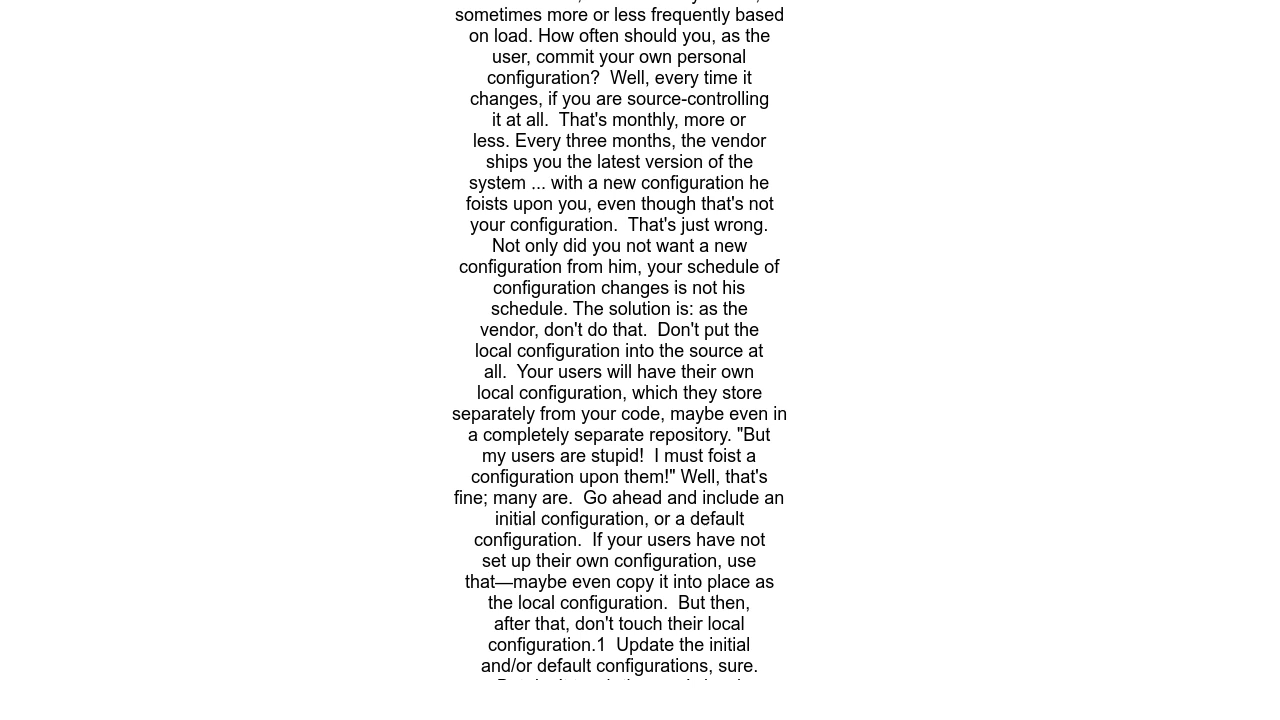 sometimes more or less frequently based
on load. How often should you, as the
user, commit your own personal
configuration?  Well, every time it
changes, if you are source-controlling
it at all.  That's monthly, more or
less. Every three months, the vendor
ships you the latest version of the
system ... with a new configuration he
foists upon you, even though that's not
your configuration.  That's just wrong.
Not only did you not want a new
configuration from him, your schedule of
configuration changes is not his
schedule. The solution is: as the
vendor, don't do that.  Don't put the
local configuration into the source at
all.  Your users will have their own
local configuration, which they store
separately from your code, maybe even in
a completely separate repository. "But
my users are stupid!  I must foist a
configuration upon them!" Well, that's
fine; many are.  Go ahead and include an
initial configuration, or a default
configuration.  If your users have not
set up their own configuration, use
that—maybe even copy it into place as
the local configuration.  But then,
after that, don't touch their local
configuration.1  Update the initial
and/or default configurations, sure.